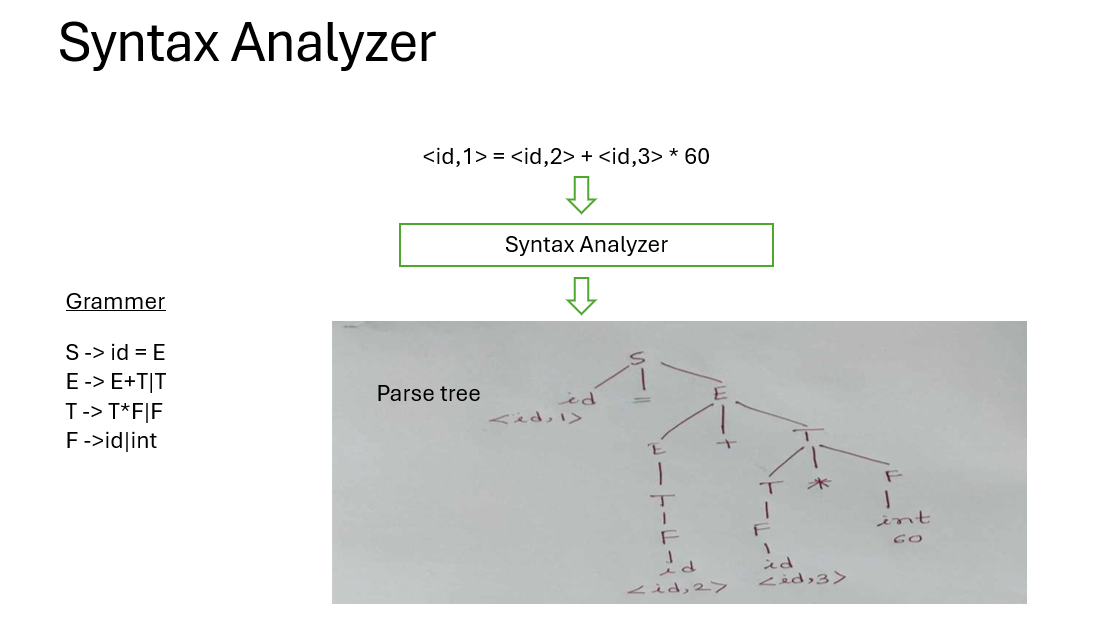 Syntax Analyzer
<id,1> = <id,2> + <id,3> * 60
Syntax Analyzer
Grammer
S -> id = E
E -> E+T|T
T -> T*F|F
F ->id|int
Parse tree
S
id = E
<id,1>
E + T
T T * F
F F int
60
id id
<id,2> <id,3>